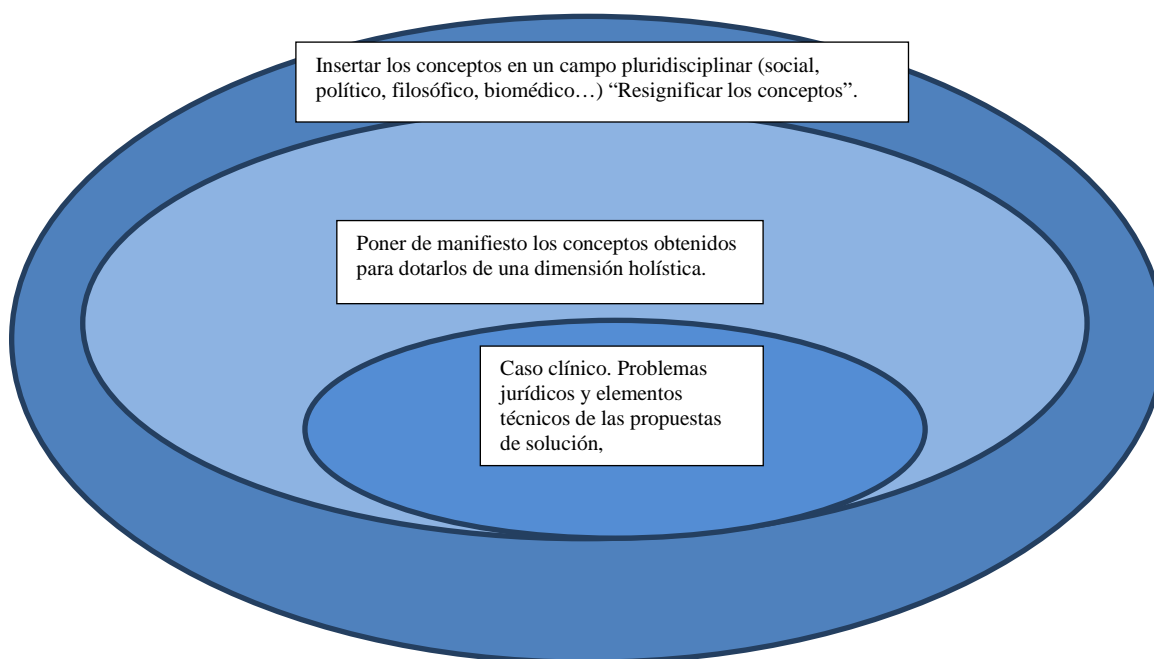 Insertar los conceptos en un campo pluridisciplinar (social,
político, filosófico, biomédico…) “Resignificar los conceptos”.
Poner de manifiesto los conceptos obtenidos
para dotarlos de una dimensión holística.
Caso clínico. Problemas
jurídicos y elementos
técnicos de las propuestas
de solución,